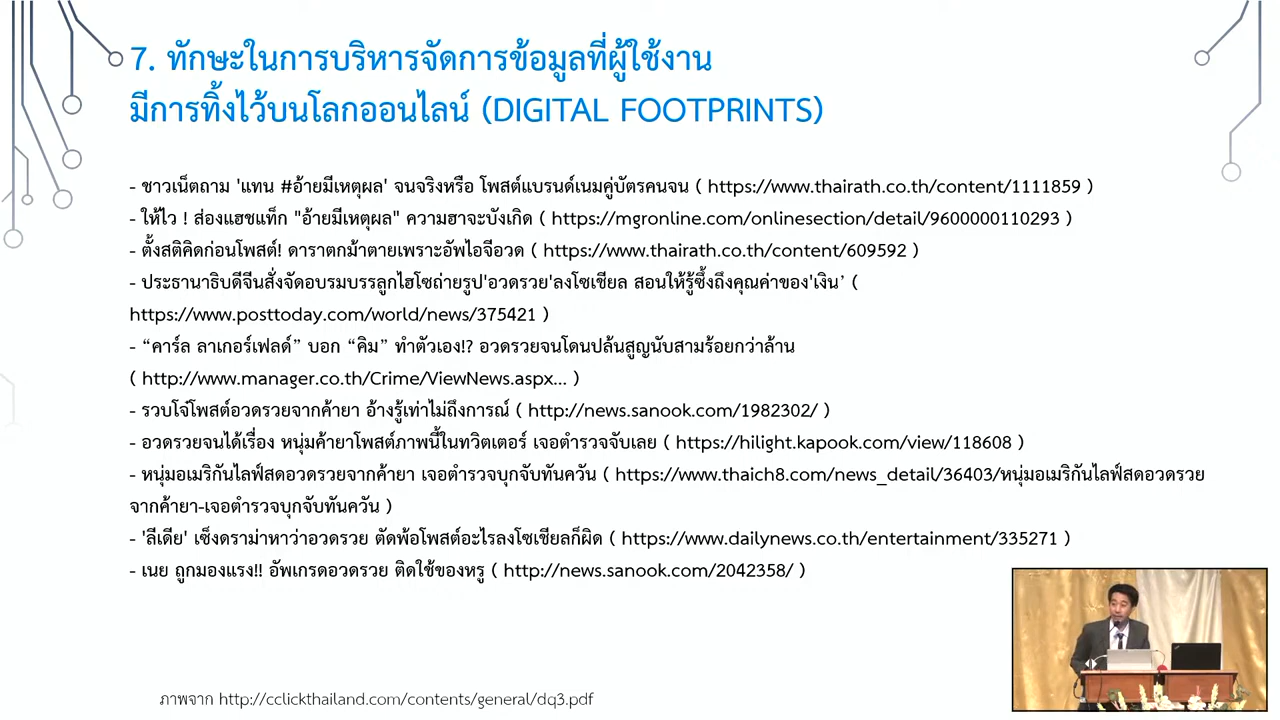 7. ทักษะในการบริหารจัดการข้อมูลที่ผู้ใช้งาน
มีการทิ้งไว้บนโลกออนไลน์ (DIGITAL FOOTPRINTS)
- ชาวเน็ตถาม 'แทน #อ้ายมีเหตุผล' จนจริงหรือ โพสต์แบรนด์เนมคู่บัตรคนจน ( https://www.thairath.co.th/content/1111859 )
- ให้ไว ! ส่องแฮชแท็ก "อ้ายมีเหตุผล" ความฮาจะบังเกิด ( https://mgronline.com/onlinesection/detail/9600000110293 )
- ตั้งสติคิดก่อนโพสต์! ดาราตกม้าตายเพราะอัพไอจีอวด ( https://www.thairath.co.th/content/609592 )
- ประธานาธิบดีจีนสั่งจัดอบรมบรรลูกไฮโซถ่ายรูป'อวดรวย'ลงโซเชียล สอนให้รู้ซึ้งถึงคุณค่าของ'เงิน’ (
https://www.posttoday.com/world/news/375421 )
- “คาร์ล ลาเกอร์เฟลด์” บอก “คิม” ทำตัวเอง!? อวดรวยจนโดนปล้นสูญนับสามร้อยกว่าล้าน
( http://www.manager.co.th/Crime/ViewNews.aspx... )
- รวบโจ๋โพสต์อวดรวยจากค้ายา อ้างรู้เท่าไม่ถึงการณ์ ( http://news.sanook.com/1982302/ )
- อวดรวยจนได้เรื่อง หนุ่มค้ายาโพสต์ภาพนี้ในทวิตเตอร์ เจอตำรวจจับเลย ( https://hilight.kapook.com/view/118608 )
- หนุ่มอเมริกันไลฟ์สดอวดรวยจากค้ายา เจอตำรวจบุกจับทันควัน ( https://www.thaich8.com/news_detail/36403/หนุ่มอเมริกันไลฟ์สดอวดรวย
จากค้ายา-เจอตำรวจบุกจับทันควัน )
- 'ลีเดีย' เซ็งดราม่าหาว่าอวดรวย ตัดพ้อโพสต์อะไรลงโซเชียลก็ผิด ( https://www.dailynews.co.th/entertainment/335271 )
- เนย ถูกมองแรง!! อัพเกรดอวดรวย ติดใช้ของหรู ( http://news.sanook.com/2042358/ )
ภาพจาก http://cclickthailand.com/contents/general/dq3.pdf